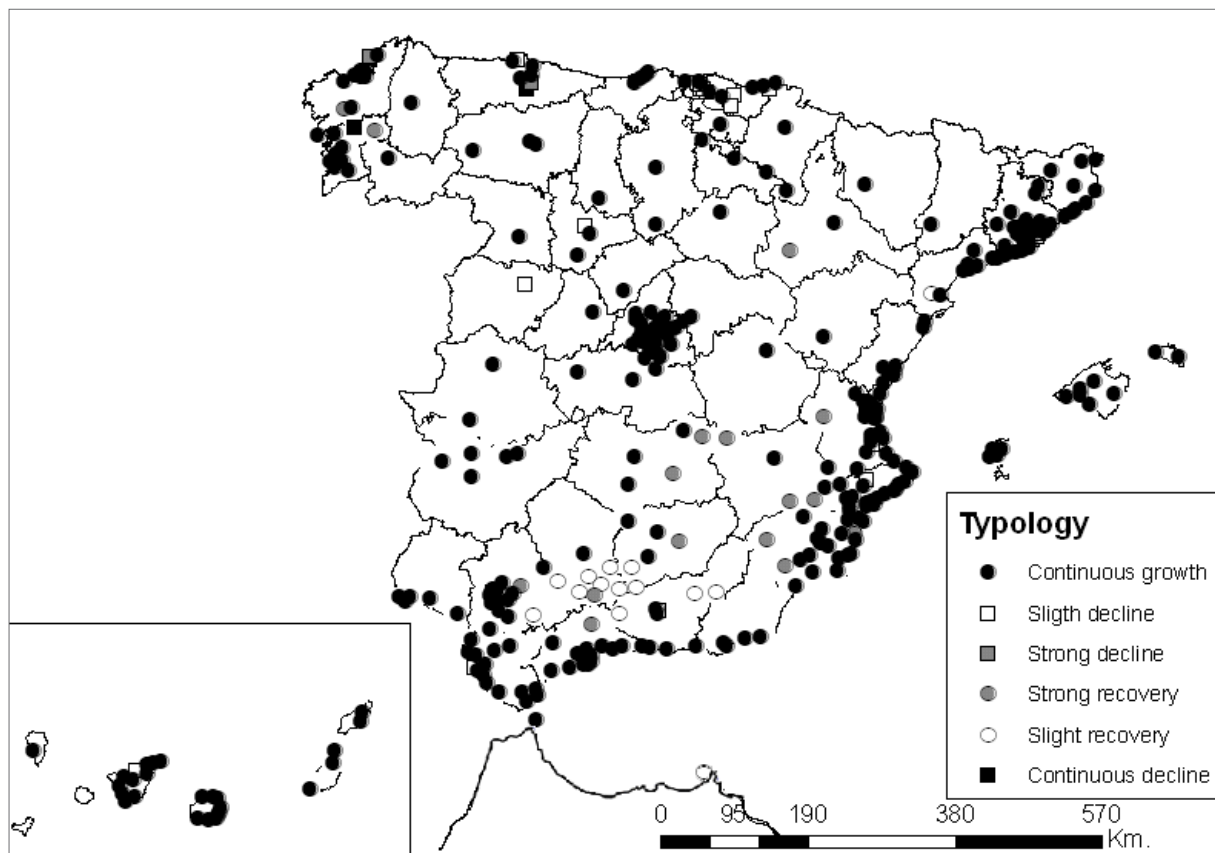 Typology
Continuous growth
Sligth decline
Strong decline
Strong recovery
Slight recovery
Continuous decline
0 95 190 380 570
Km.